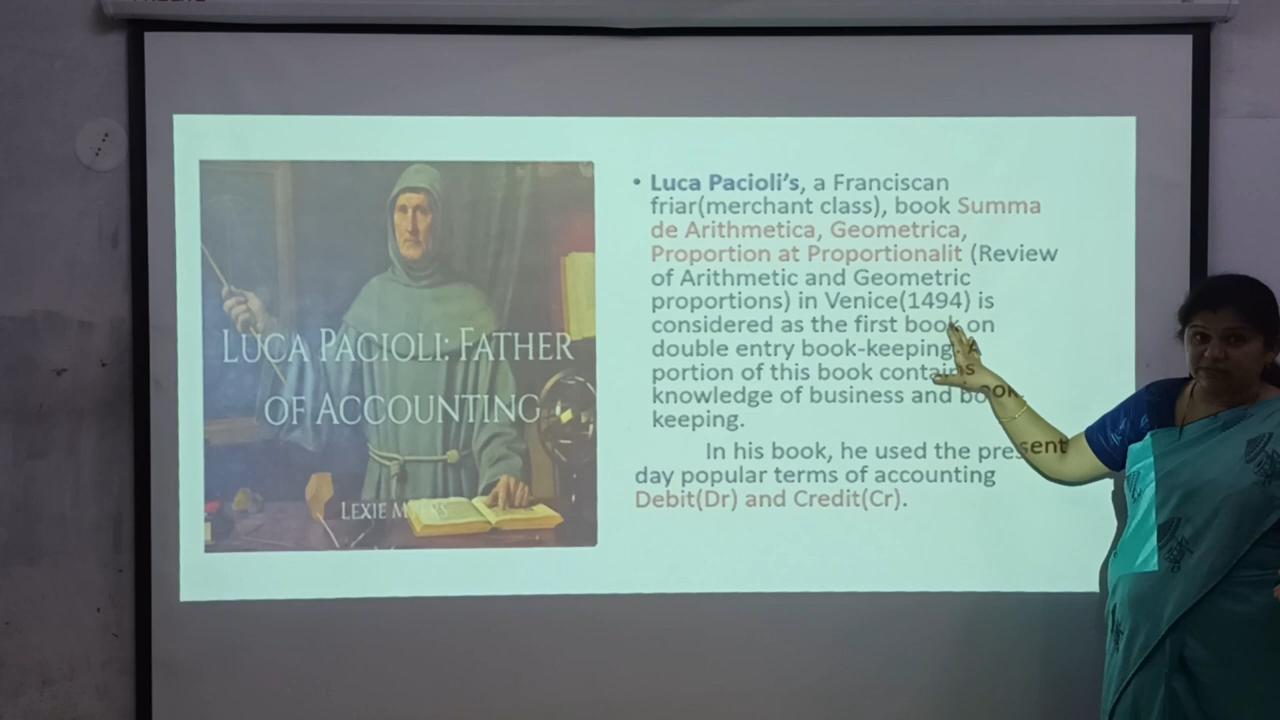 LUCA PACIOLI: FATHER
OF ACCOUNTING
LEXIE
• Luca Pacioli's, a Franciscan
friar(merchant class), book Summa
de Arithmetica, Geometrica,
Proportion at Proportionalit (Review
of Arithmetic and Geometric
proportions) in Venice(1494) is
considered as the first book on
double entry book-keeping. A
portion of this book contains
knowledge of business and book
keeping.
In his book, he used the present
day popular terms of accounting
Debit(Dr) and Credit(Cr).